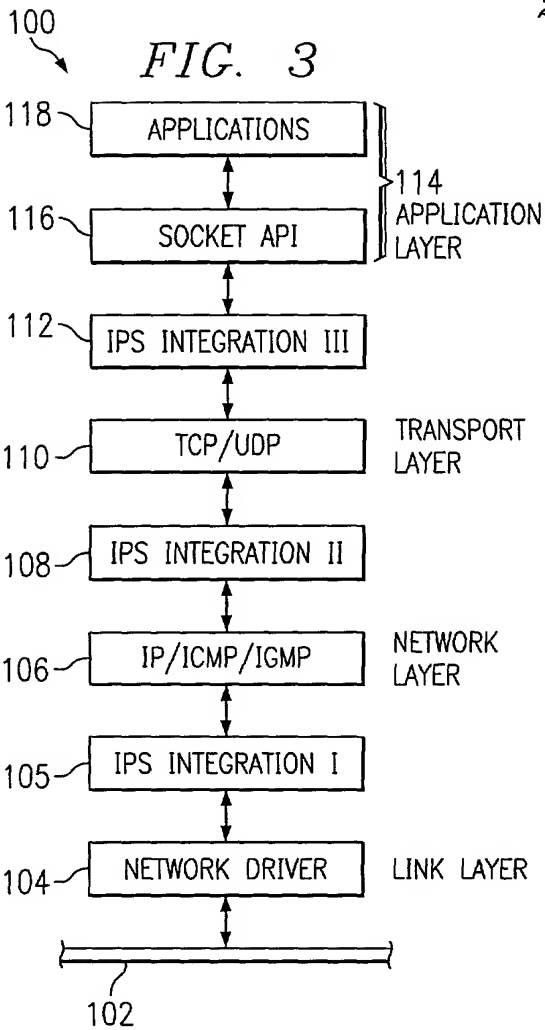 100
FIG. 3
118
APPLICATIONS
116
SOCKET API
114
APPLICATION
LAYER
112
IPS INTEGRATION III
110
TCP/UDP
TRANSPORT
LAYER
108
IPS INTEGRATION II
106
IP/ICMP/IGMP
NETWORK
LAYER
105
IPS INTEGRATION I
104
NETWORK DRIVER
LINK LAYER
102